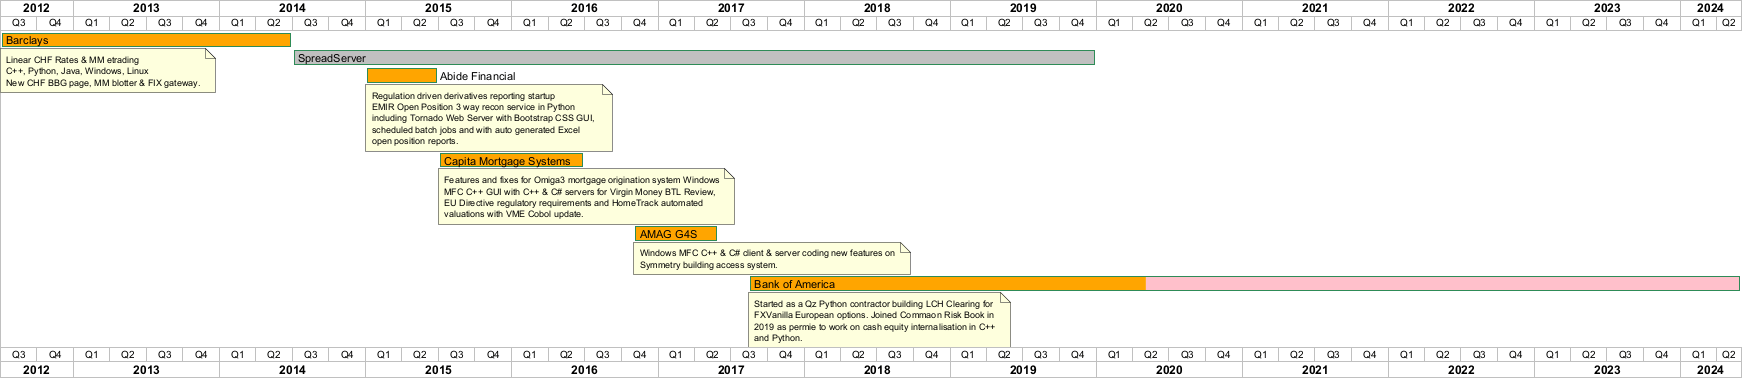 2012 2013 2014 2015 2016 2017 2018 2019 2020 2021 2022 2023 2024
Q3 Q4 Q1 Q2 Q3 Q4 Q1 Q2 Q3 Q4 Q1 Q2 Q3 Q4 Q1 Q2 Q3 Q4 Q1 Q2 Q3 Q4 Q1 Q2 Q3 Q4 Q1 Q2 Q3 Q4 Q1 Q2 Q3 Q4 Q1 Q2 Q3 Q4 Q1 Q2 Q3 Q4 Q1 Q2 Q3 Q4 Q1 Q2
Barclays
Linear CHF Rates & MM etrading
C++, Python, Java, Windows, Linux
New CHF BBG page, MM blotter & FIX gateway.
SpreadServer
Abide Financial
Regulation driven derivatives reporting startup
EMIR Open Position 3 way recon service in Python
including Tornado Web Server with Bootstrap CSS GUI,
scheduled batch jobs and with auto generated Excel
open position reports.
Capita Mortgage Systems
Features and fixes for Omiga3 mortgage origination system Windows
MFC C++ GUI with C++ & C# servers for Virgin Money BTL Review,
EU Directive regulatory requirements and HomeTrack automated
valuations with VME Cobol update.
AMAG G4S
Windows MFC C++ & C# client & server coding new features on
Symmetry building access system.
Bank of America
Started as a Qz Python contractor building LCH Clearing for
FXVanilla European options. Joined Commaon Risk Book in
2019 as permie to work on cash equity internalisation in C++
and Python.
Q3 Q4 Q1 Q2 Q3 Q4 Q1 Q2 Q3 Q4 Q1 Q2 Q3 Q4 Q1 Q2 Q3 Q4 Q1 Q2 Q3 Q4 Q1 Q2 Q3 Q4 Q1 Q2 Q3 Q4 Q1 Q2 Q3 Q4 Q1 Q2 Q3 Q4 Q1 Q2 Q3 Q4 Q1 Q2 Q3 Q4 Q1 Q2
2012 2013 2014 2015 2016 2017 2018 2019 2020 2021 2022 2023 2024